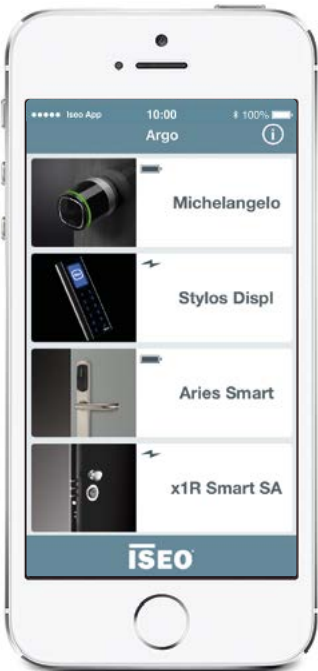 Iseo App 10:00 100%
Argo
Michelangelo
Stylos Displ
Aries Smart
x1R Smart SA
ISEO